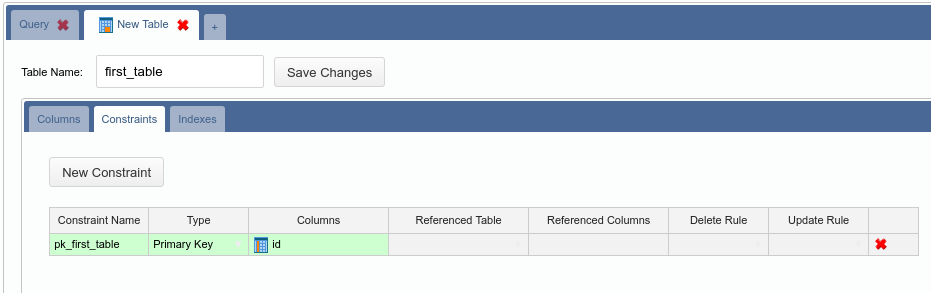 Query New Table +
Table Name: first_table Save Changes
Columns Constraints Indexes
New Constraint
Constraint Name Type Columns Referenced Table Referenced Columns Delete Rule Update Rule
pk_first_table Primary Key id